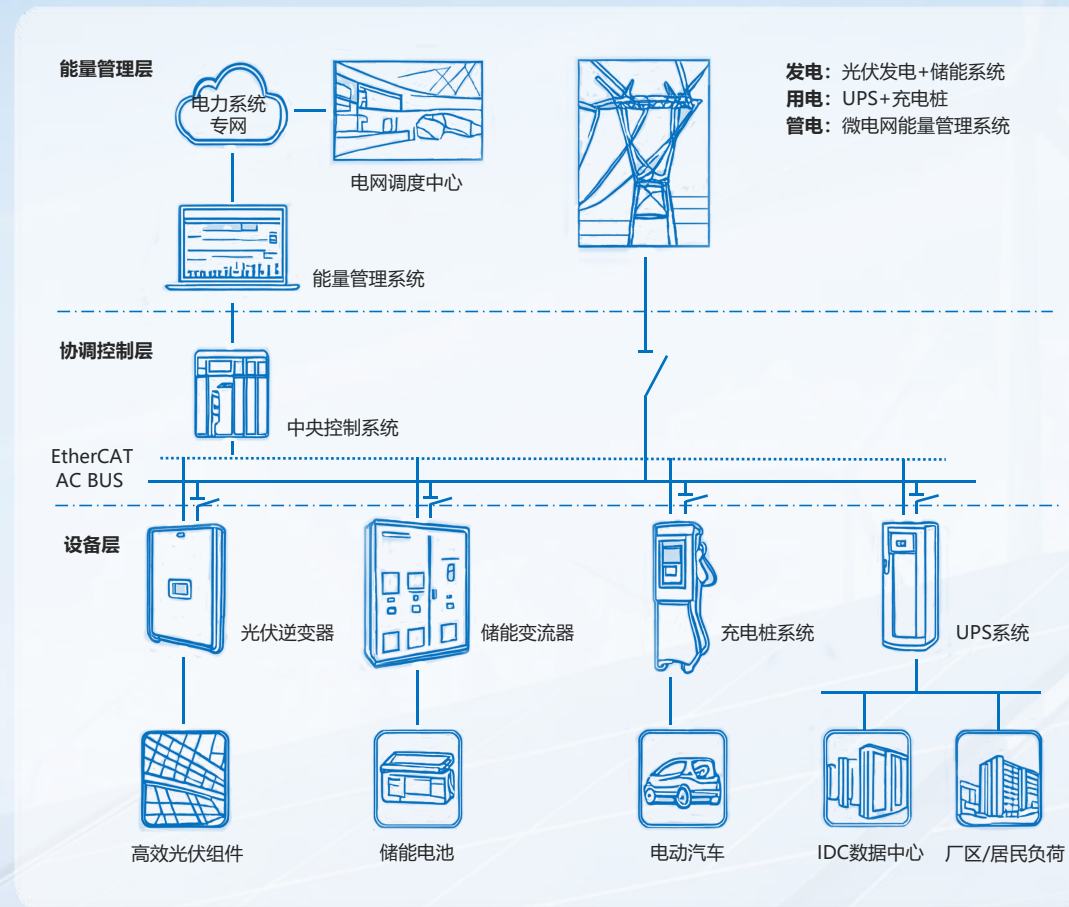 能量管理层
电力系统
专网
电网调度中心
发电：光伏发电+储能系统
用电：UPS+充电桩
管电：微电网能量管理系统
能量管理系统
协调控制层
中央控制系统
EtherCAT
AC BUS
设备层
光伏逆变器
储能变流器
充电桩系统
UPS系统
高效光伏组件
储能电池
电动汽车
IDC数据中心
厂区/居民负荷